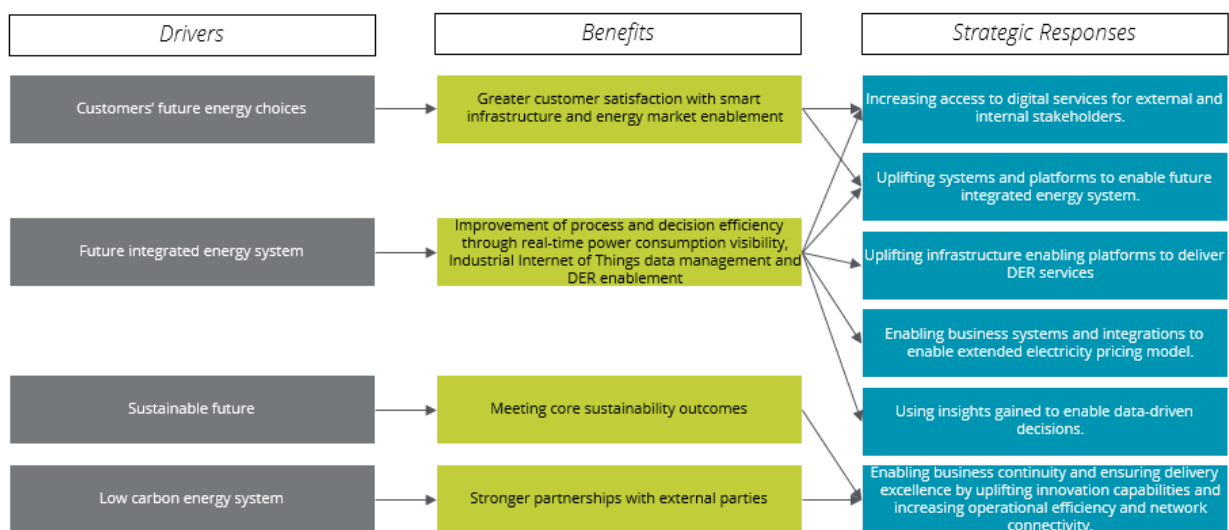 Drivers
Benefits
Strategic Responses
Customers' future energy choices
Greater customer satisfaction with smart
infrastructure and energy market enablement
Increasing access to digital services for external and
internal stakeholders.
Uplifting systems and platforms to enable future
integrated energy system.
Future integrated energy system
Improvement of process and decision efficiency
through real-time power consumption visibility,
Industrial Internet of Things data management and
DER enablement
Uplifting infrastructure enabling platforms to deliver
DER services
Enabling business systems and integrations to
enable extended electricity pricing model.
Sustainable future
Meeting core sustainability outcomes
Using insights gained to enable data-driven
decisions.
Low carbon energy system
Stronger partnerships with external parties
Enabling business continuity and ensuring delivery
excellence by uplifting innovation capabilities and
increasing operational efficiency and network
connectivity.